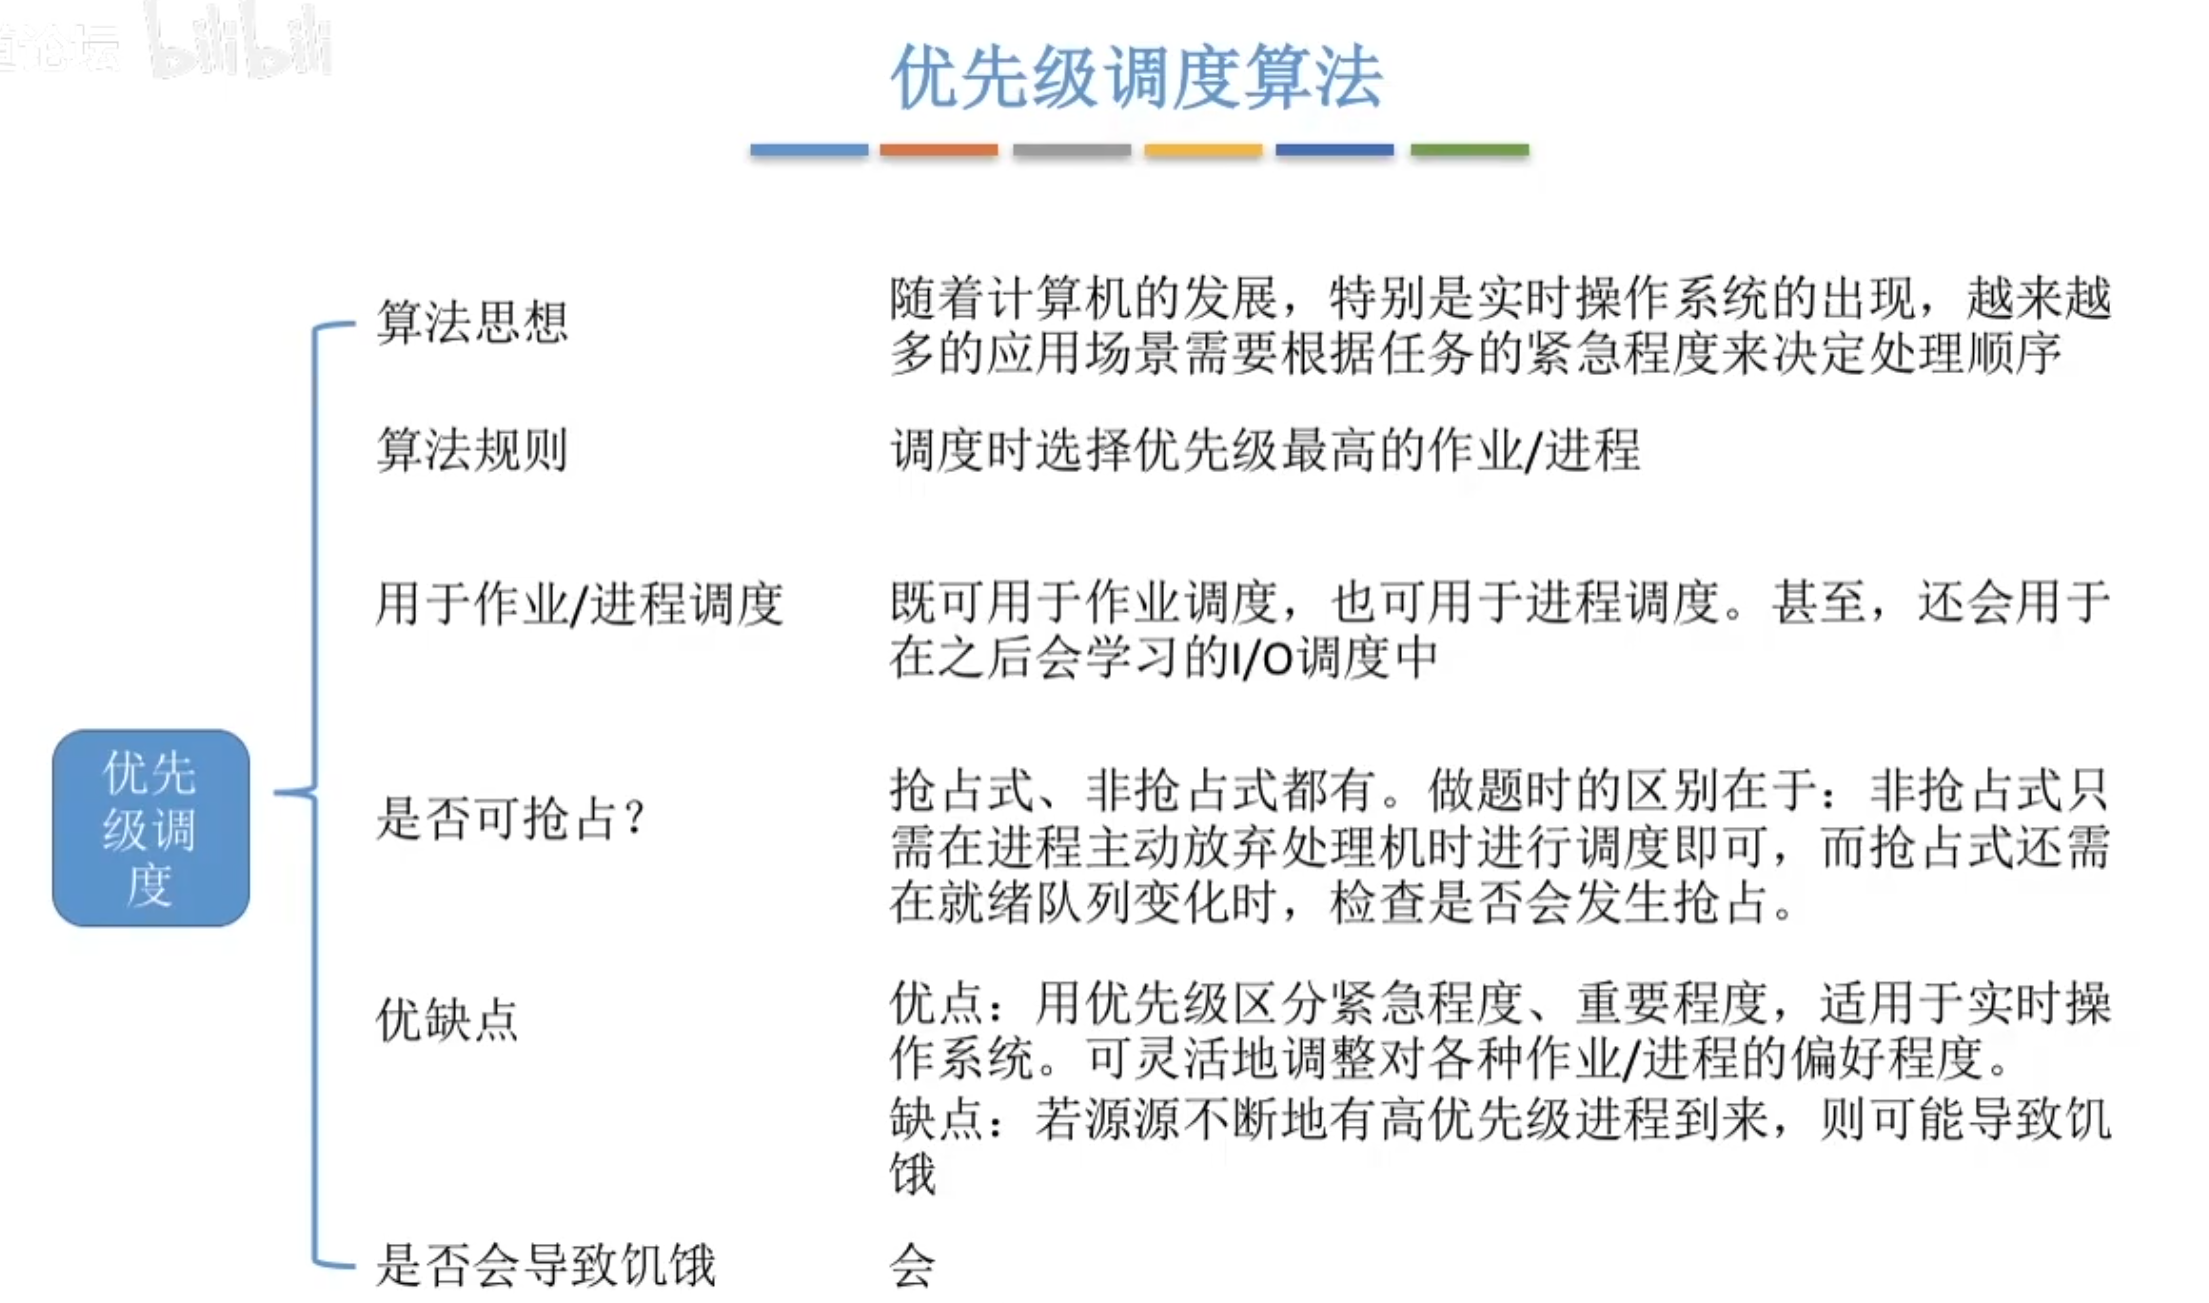 道论坛 bilibili
优先级调度算法
算法思想
随着计算机的发展，特别是实时操作系统的出现，越来越
多的应用场景需要根据任务的紧急程度来决定处理顺序
算法规则
调度时选择优先级最高的作业/进程
用于作业/进程调度
既可用于作业调度，也可用于进程调度。甚至，还会用于
在之后会学习的I/O调度中
优先
级调
度
是否可抢占？
抢占式、非抢占式都有。做题时的区别在于：非抢占式只
需在进程主动放弃处理机时进行调度即可，而抢占式还需
在就绪队列变化时，检查是否会发生抢占。
优缺点
优点：用优先级区分紧急程度、重要程度，适用于实时操
作系统。可灵活地调整对各种作业/进程的偏好程度。
缺点：若源源不断地有高优先级进程到来，则可能导致饥
饿
是否会导致饥饿
会